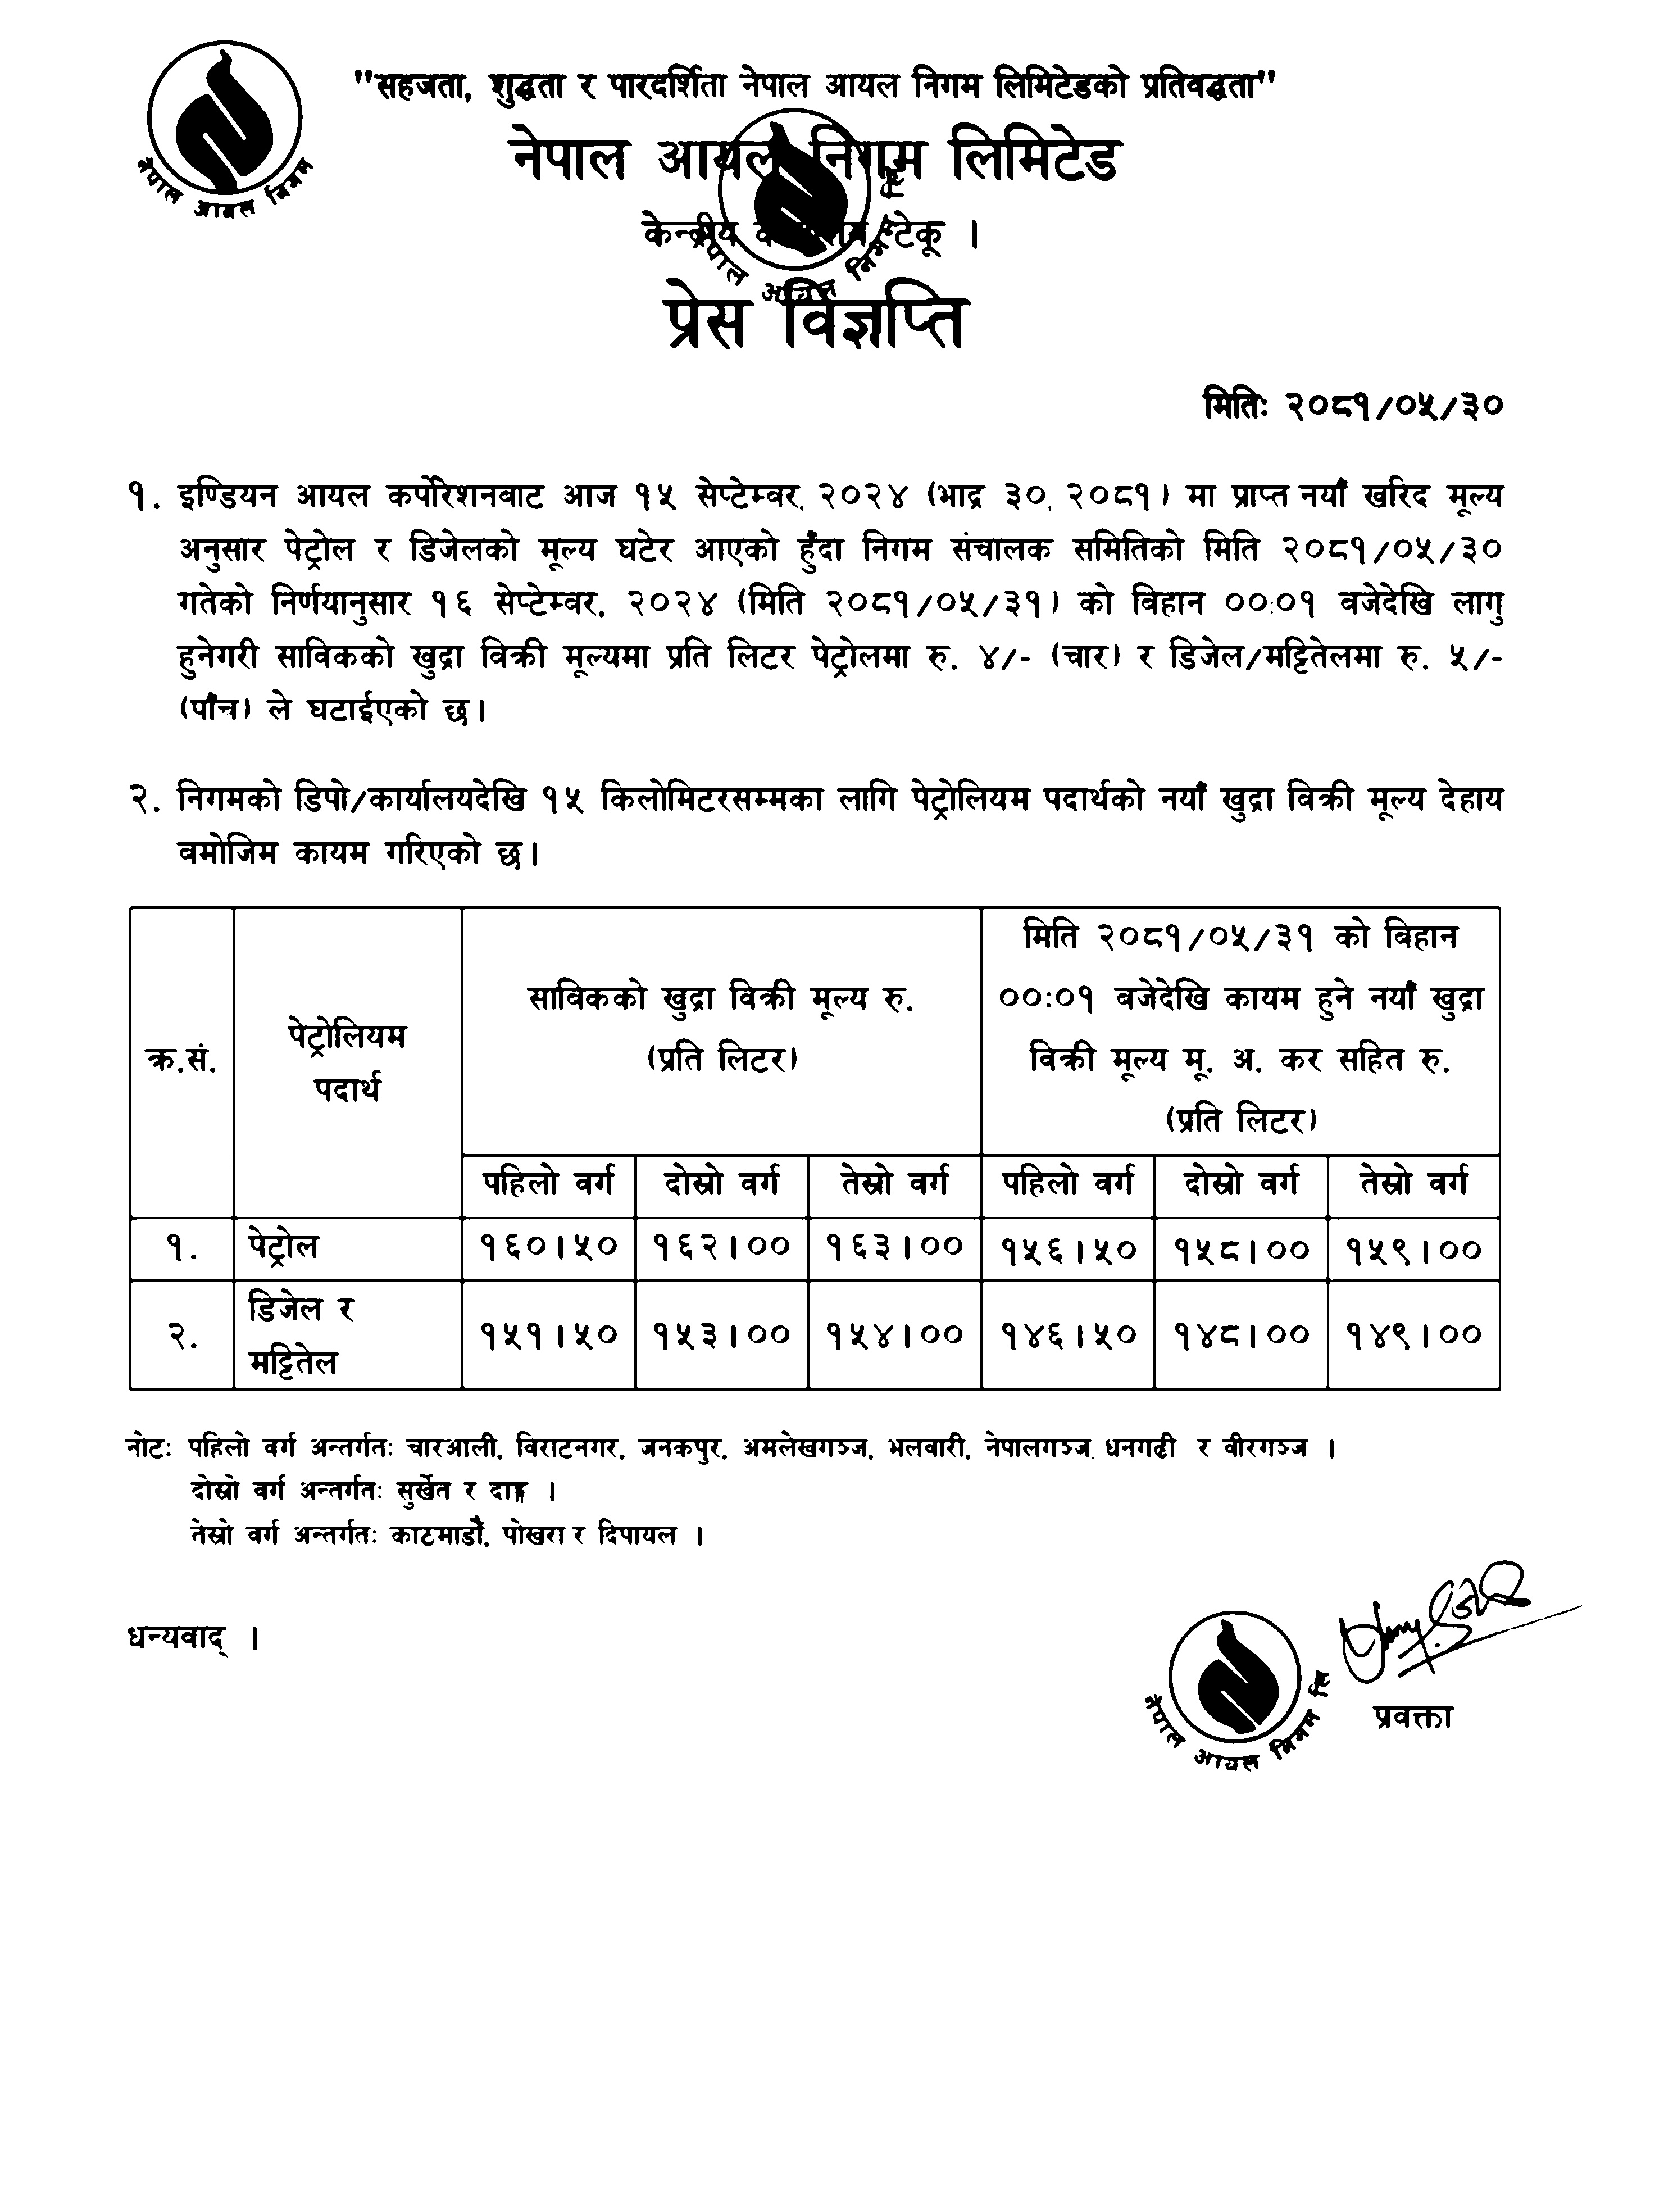 नेपाल आयल निगम
"सहजता, शुद्धता र पारदर्शिता नेपाल आयल निगम लिमिटेडको प्रतिवद्धता"
नेपाल आयल निगम लिमिटेड
केन्द्रीय कार्यालय, टेकू ।
नेपाल आयल निगम लि
प्रेस विज्ञप्ति
मितिः २०८१/०५/३०
१. इण्डियन आयल कर्पोरेशनवाट आज १५ सेप्टेम्वर, २०२४ (भाद्र ३०, २०८१) मा प्राप्त नयाँ खरिद मूल्य
अनुसार पेट्रोल र डिजेलको मूल्य घटेर आएको हुँदा निगम संचालक समितिको मिति २०८१/०५/३०
गतेको निर्णयानुसार १६ सेप्टेम्वर, २०२४ (मिति २०८१/०५/३१) को विहान ००:०१ वजेदेखि लागु
हुनेगरी साविकको खुद्रा विक्री मूल्यमा प्रति लिटर पेट्रोलमा रु. ४/- (चार) र डिजेल/मट्टितेलमा रु. ५/-
(पाँच) ले घटाईएको छ।
२. निगमको डिपो/कार्यालयदेखि १५ किलोमिटरसम्मका लागि पेट्रोलियम पदार्थको नयाँ खुद्रा विक्री मूल्य देहाय
बमोजिम कायम गरिएको छ।
क्र.सं.
पेट्रोलियम
पदार्थ
साविकको खुद्रा विक्री मूल्य रु.
(प्रति लिटर)
मिति २०८१/०५/३१ को विहान
००:०१ बजेदेखि कायम हुने नयाँ खुद्रा
विक्री मूल्य मू. अ. कर सहित रु.
(प्रति लिटर)
पहिलो वर्ग दोस्रो वर्ग तेस्रो वर्ग पहिलो वर्ग दोस्रो वर्ग तेस्रो वर्ग
१. पेट्रोल १६०।५० १६२।०० १६३।०० १५६।५० १५८।०० १५९।००
२. डिजेल र
मट्टितेल १५१।५० १५३।०० १५४।०० १४६।५० १४८।०० १४९।००
नोटः पहिलो वर्ग अन्तर्गतः चारआली, विराटनगर, जनकपुर, अमलेखगञ्ज, भलवारी, नेपालगञ्ज, धनगढी र वीरगञ्ज ।
दोस्रो वर्ग अन्तर्गतः सुर्खेत र दाङ्ग ।
तेस्रो वर्ग अन्तर्गतः काठमाडौं, पोखरा र दिपायल ।
धन्यवाद् ।
नेपाल आयल निगम लि
प्रवक्ता